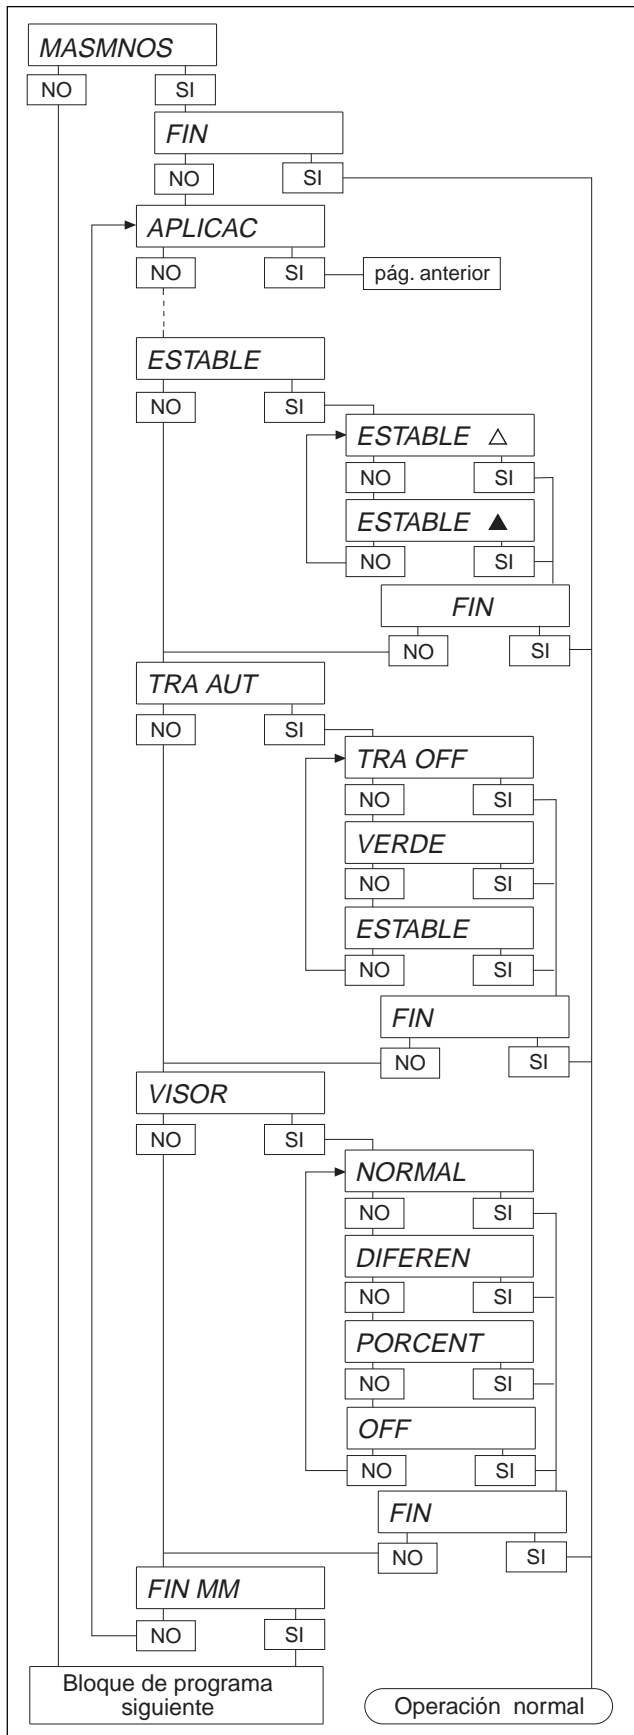 MASMNOS
NO SI
FIN
NO SI
APLICAC
NO SI pág. anterior
ESTABLE
NO SI
ESTABLE △
NO SI
ESTABLE ▲
NO SI
FIN
NO SI
TRA AUT
NO SI
TRA OFF
NO SI
VERDE
NO SI
ESTABLE
NO SI
FIN
NO SI
VISOR
NO SI
NORMAL
NO SI
DIFEREN
NO SI
PORCENT
NO SI
OFF
NO SI
FIN
NO SI
FIN MM
NO SI
Bloque de programa
siguiente
Operación normal